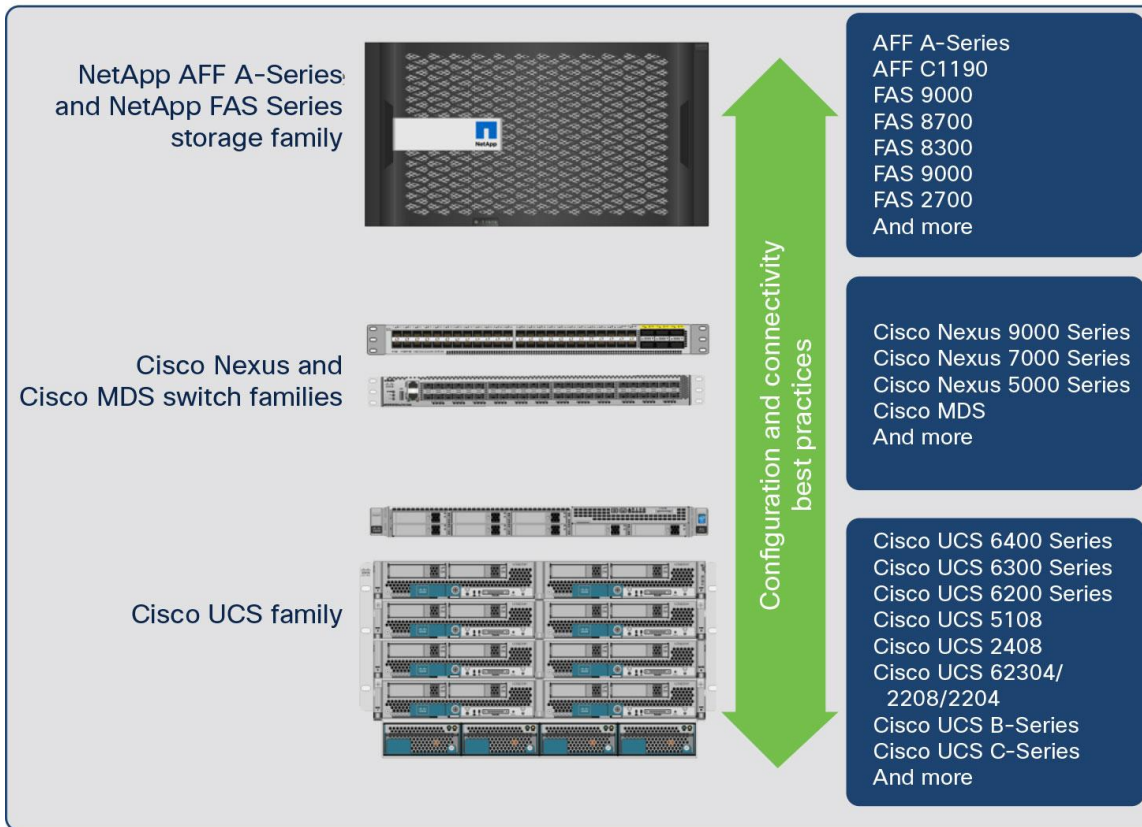 NetApp AFF A-Series
and NetApp FAS Series
storage family
NetApp
AFF A-Series
AFF C1190
FAS 9000
FAS 8700
FAS 8300
FAS 9000
FAS 2700
And more
Configuration and connectivity
best practices
Cisco Nexus and
Cisco MDS switch families
Cisco Nexus 9000 Series
Cisco Nexus 7000 Series
Cisco Nexus 5000 Series
Cisco MDS
And more
Cisco UCS family
Cisco UCS 6400 Series
Cisco UCS 6300 Series
Cisco UCS 6200 Series
Cisco UCS 5108
Cisco UCS 2408
Cisco UCS 62304/
2208/2204
Cisco UCS B-Series
Cisco UCS C-Series
And more